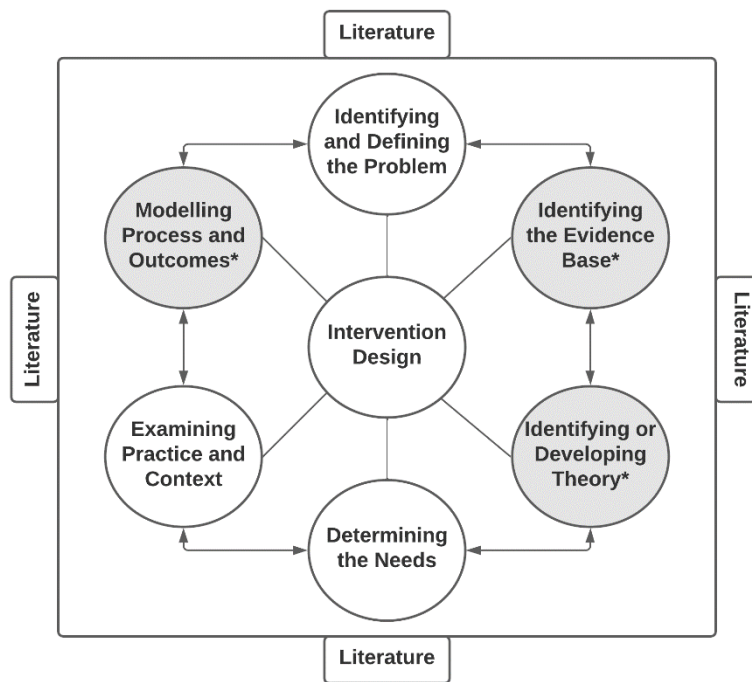 Literature
Identifying
and Defining
the Problem
Modelling
Process and
Outcomes*
Identifying
the Evidence
Base*
Literature
Intervention
Design
Literature
Examining
Practice and
Context
Identifying or
Developing
Theory*
Determining
the Needs
Literature